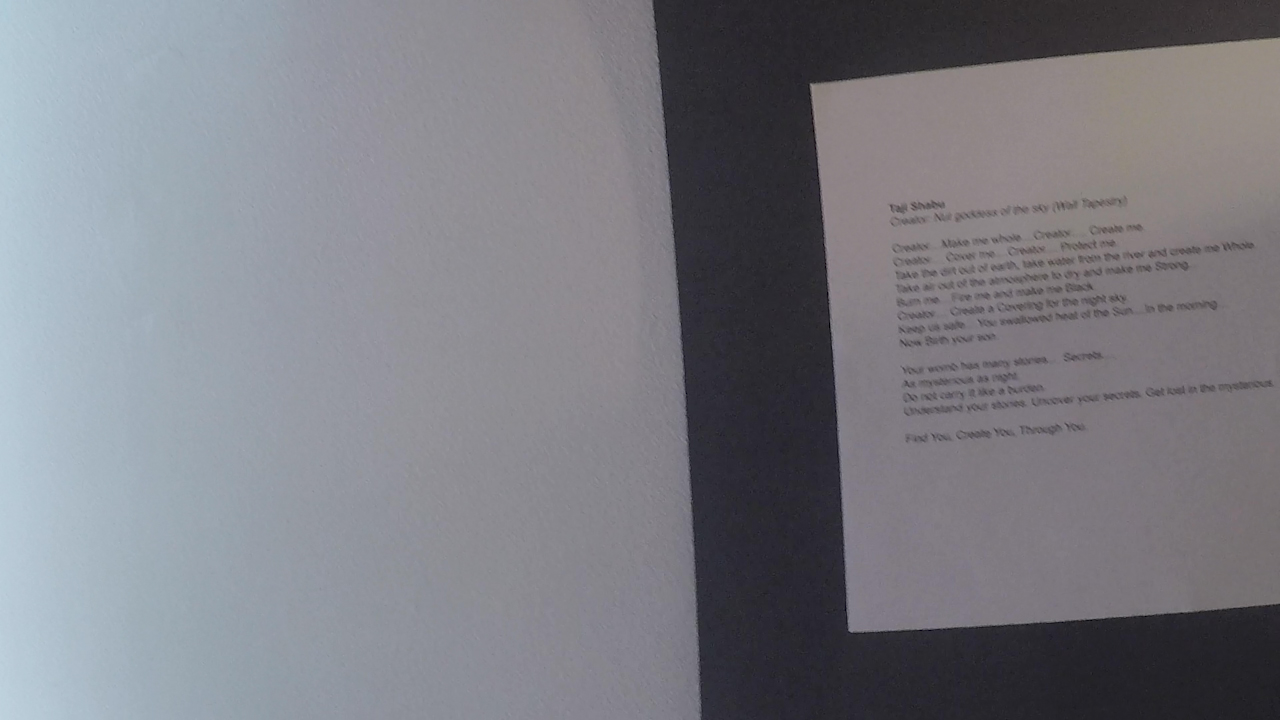 Taji Shabu
Creator: Nut goddess of the sky (Wall Tapestry)
Creator... Make me whole... Creator.... Create me.
Creator.... Cover me... Creator.... Protect me.
Take the dirt out of earth, take water from the river and create me Whole.
Take air out of the atmosphere to dry and make me Strong...
Burn me... Fire me and make me Black.
Creator.... Create a Covering for the night sky.
Keep us safe... You swallowed heat of the Sun....In the morning
Now Birth your son.
Your womb has many stories.... Secrets....
As mysterious as night.
Do not carry it like a burden.
Understand your stories. Uncover your secrets. Get lost in the mysterious.
Find You, Create You, Through You.